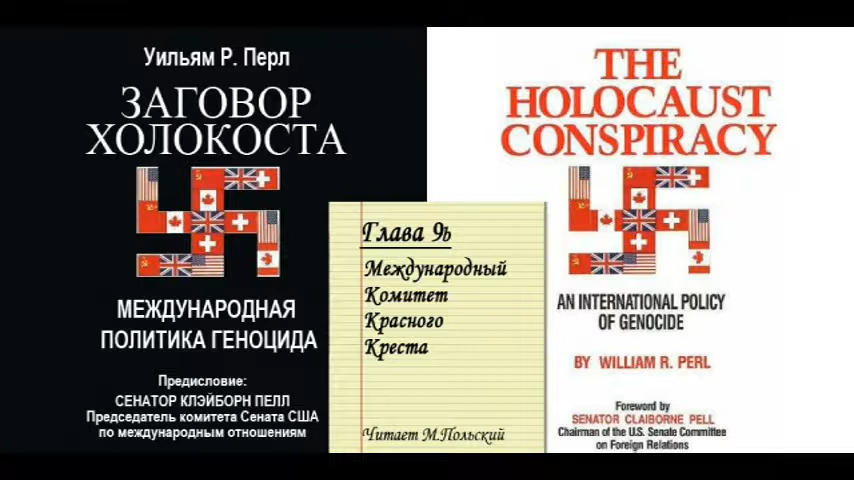 Уильям Р. Перл
ЗАГОВОР
ХОЛОКОСТА
МЕЖДУНАРОДНАЯ
ПОЛИТИКА ГЕНОЦИДА
Предисловие:
СЕНАТОР КЛЭЙБОРН ПЕЛЛ
Председатель комитета Сената США
по международным отношениям
Глава 9b
Международный
Комитет
Красного
Креста
Читает М.Польский
THE
HOLOCAUST
CONSPIRACY
AN INTERNATIONAL POLICY
OF GENOCIDE
BY WILLIAM R. PERL
Foreword by
SENATOR CLAIBORNE PELL
Chairman of the U.S. Senate Committee
on Foreign Relations